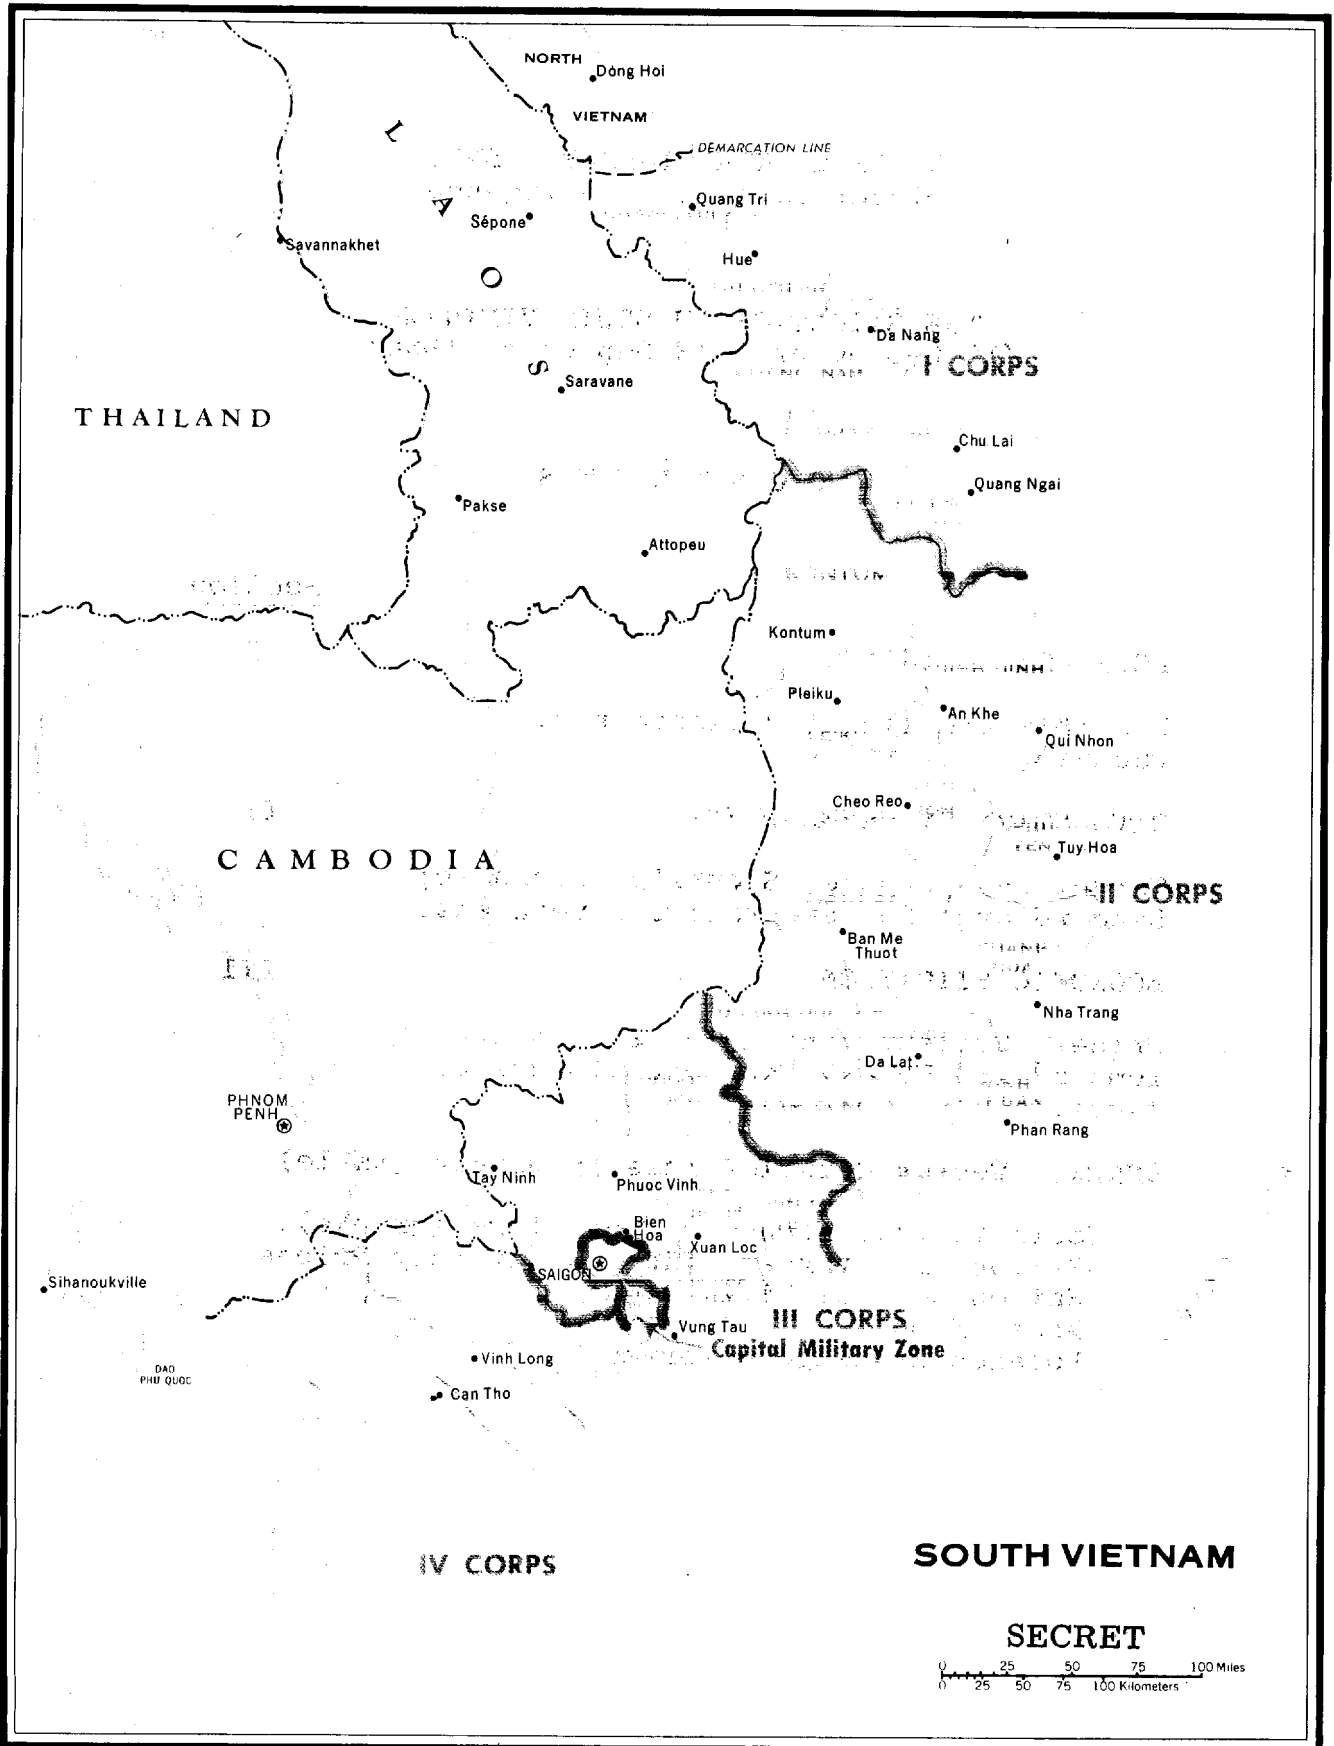 NORTH
Dong Hoi
VIETNAM
DEMARCATION LINE
LAOS
Quang Tri
Sépone
Savannakhet
Hue
Da Nang
I CORPS
Saravane
THAILAND
Chu Lai
Quang Ngai
Pakse
Attopeu
Kontum
Pleiku
An Khe
Qui Nhon
Cheo Reo
Tuy Hoa
CAMBODIA
II CORPS
Ban Me
Thuot
Nha Trang
Da Lat
PHNOM
PENH
Phan Rang
Tay Ninh
Phuoc Vinh
Bien
Hoa
Xuan Loc
SAIGON
Sihanoukville
III CORPS
Vung Tau
Capital Military Zone
Vinh Long
DAO
PHU QUOC
Can Tho
IV CORPS
SOUTH VIETNAM
SECRET
0 25 50 75 100 Miles
0 25 50 75 100 Kilometers